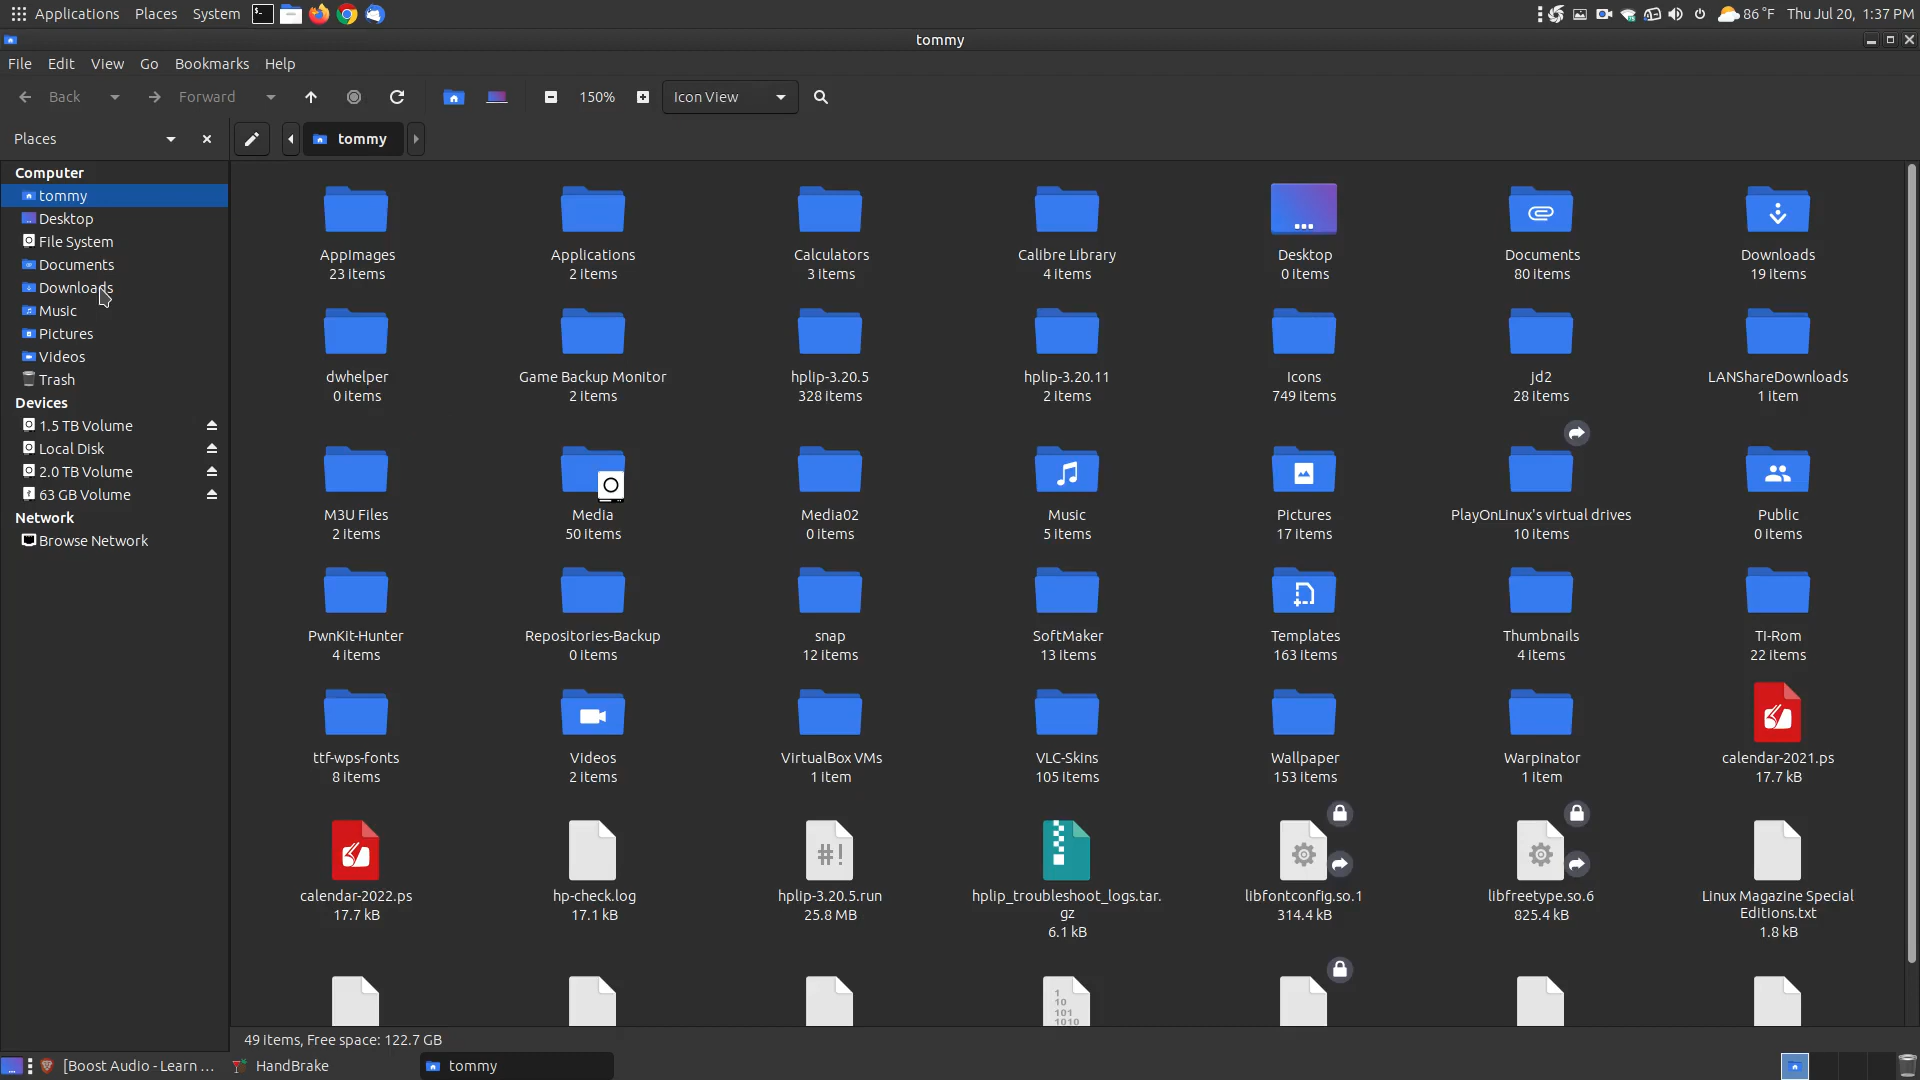 Applications Places System 86 °F Thu Jul 20, 1:37 PM
tommy
File Edit View Go Bookmarks Help
Back Forward 150% Icon View
Places tommy
Computer
tommy
Desktop
File System
Documents
Downloads
Music
Pictures
Videos
Trash
Devices
1.5 TB Volume
Local Disk
2.0 TB Volume
63 GB Volume
Network
Browse Network
AppImages Applications Calculators Calibre Library Desktop Documents Downloads
23 items 2 items 3 items 4 items 0 items 80 items 19 items
dwhelper Game Backup Monitor hplip-3.20.5 hplip-3.20.11 Icons jd2 LANShareDownloads
0 items 2 items 328 items 2 items 749 items 28 items 1 item
M3U Files Media Media02 Music Pictures PlayOnLinux's virtual drives Public
2 items 50 items 0 items 5 items 17 items 10 items 0 items
PwnKit-Hunter Repositories-Backup snap SoftMaker Templates Thumbnails TI-Rom
4 items 0 items 12 items 13 items 163 items 4 items 22 items
ttf-wps-fonts Videos VirtualBox VMs VLC-Skins Wallpaper Warpinator calendar-2021.ps
8 items 2 items 1 item 105 items 153 items 1 item 17.7 kB
#!
calendar-2022.ps hp-check.log hplip-3.20.5.run hplip_troubleshoot_logs.tar. libfontconfig.so.1 libfreetype.so.6 Linux Magazine Special
17.7 kB 17.1 kB 25.8 MB gz 314.4 kB 825.4 kB Editions.txt
6.1 kB 1.8 kB
1
10
101
1010
49 items, Free space: 122.7 GB
[Boost Audio - Learn ... HandBrake tommy